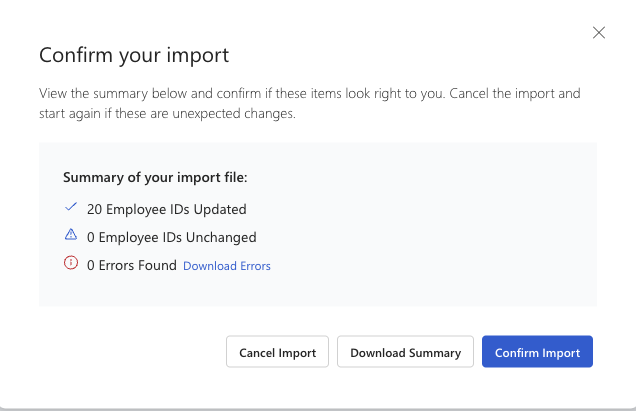 Confirm your import
View the summary below and confirm if these items look right to you. Cancel the import and
start again if these are unexpected changes.
Summary of your import file:
20 Employee IDs Updated
0 Employee IDs Unchanged
0 Errors Found Download Errors
Cancel Import Download Summary Confirm Import